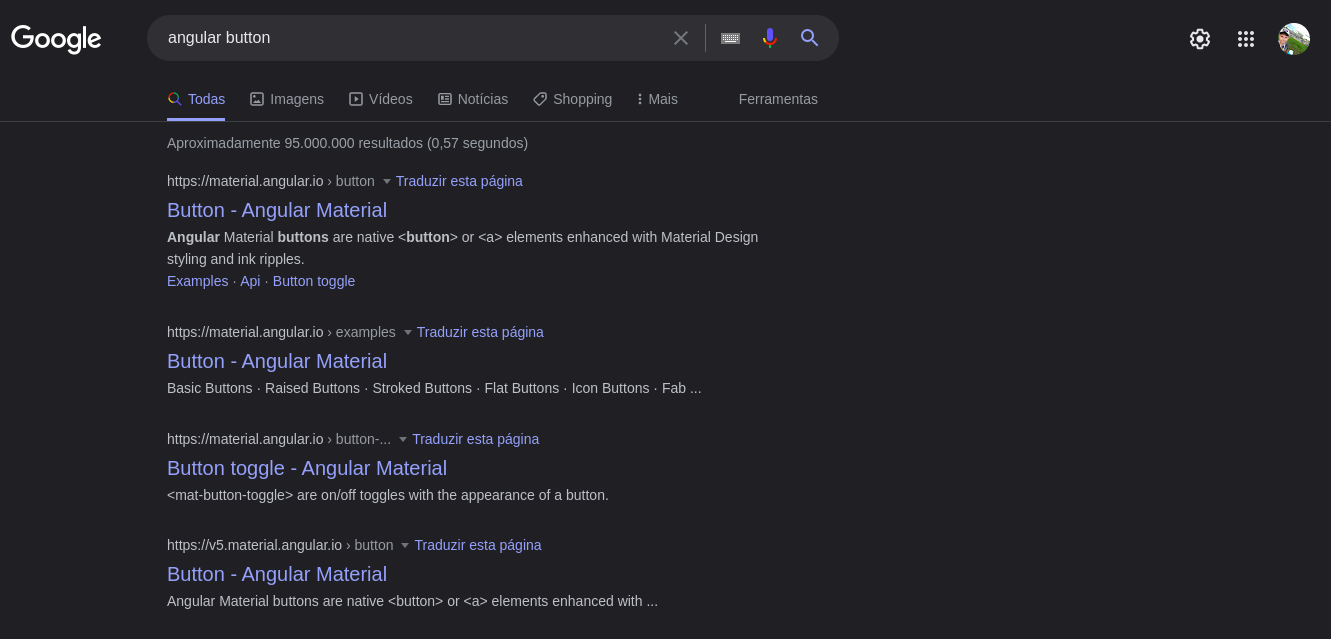 Google
angular button
Todas Imagens Vídeos Notícias Shopping Mais Ferramentas
Aproximadamente 95.000.000 resultados (0,57 segundos)
https://material.angular.io › button Traduzir esta página
Button - Angular Material
Angular Material buttons are native <button> or <a> elements enhanced with Material Design
styling and ink ripples.
Examples · Api · Button toggle
https://material.angular.io › examples Traduzir esta página
Button - Angular Material
Basic Buttons · Raised Buttons · Stroked Buttons · Flat Buttons · Icon Buttons · Fab ...
https://material.angular.io › button-... Traduzir esta página
Button toggle - Angular Material
<mat-button-toggle> are on/off toggles with the appearance of a button.
https://v5.material.angular.io › button Traduzir esta página
Button - Angular Material
Angular Material buttons are native <button> or <a> elements enhanced with ...